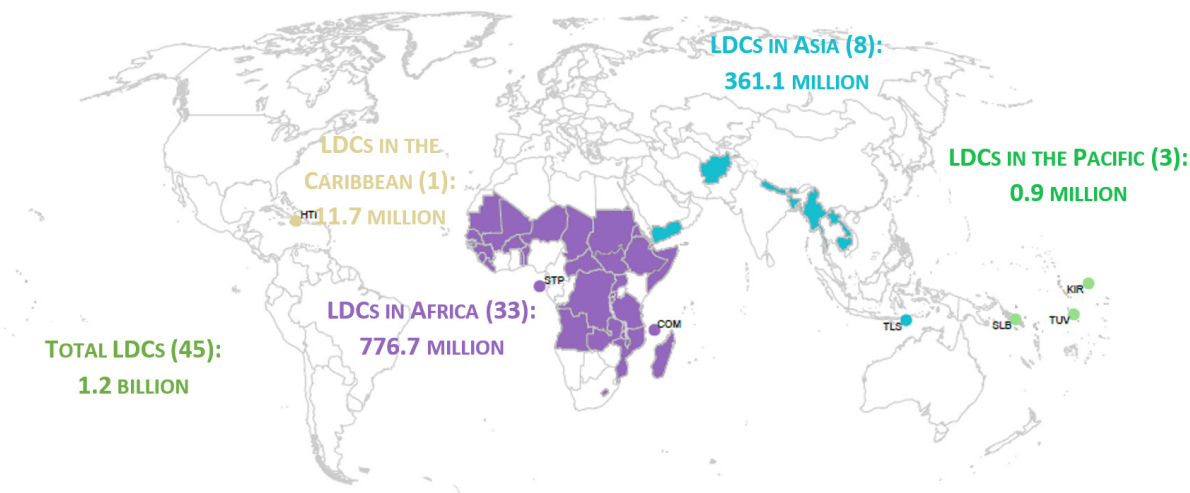 LDCs in Asia (8):
361.1 million
LDCs in the
Caribbean (1):
11.7 million
HTI
LDCs in the Pacific (3):
0.9 million
STP
LDCs in Africa (33):
776.7 million
COM
KIR
TLS
SLB
TUV
Total LDCs (45):
1.2 billion